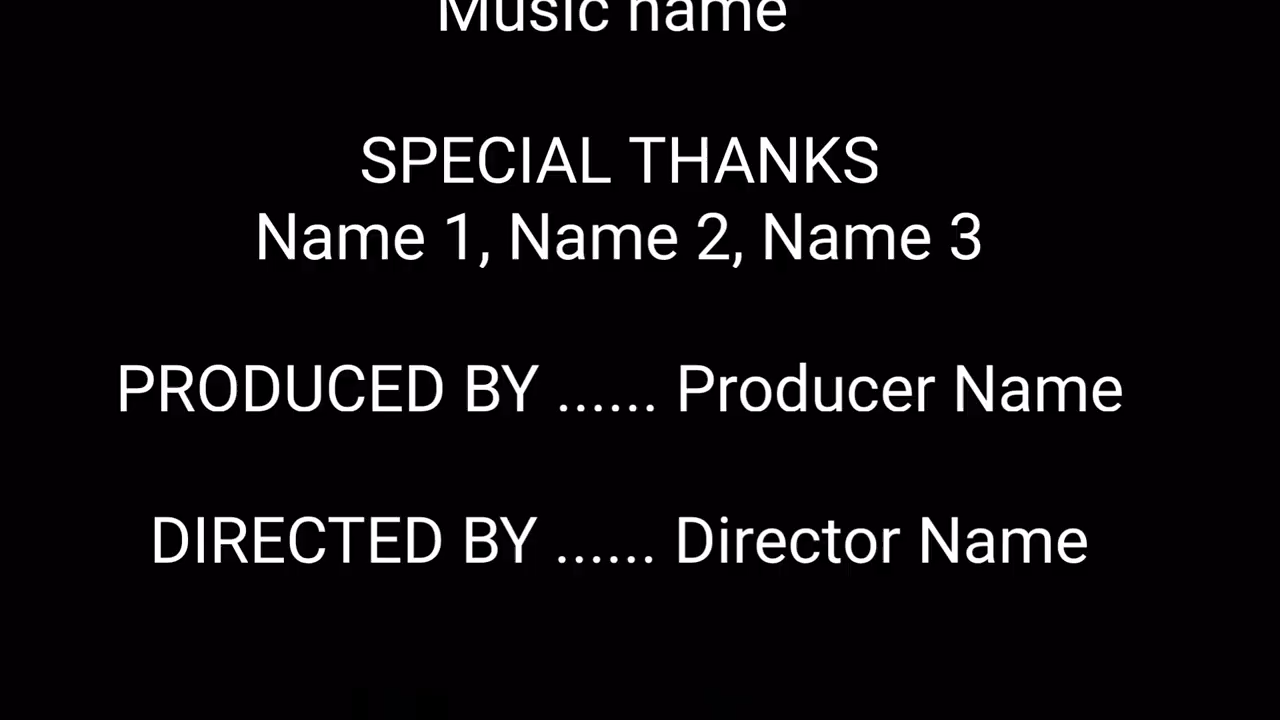 Music name
SPECIAL THANKS
Name 1, Name 2, Name 3
PRODUCED BY ...... Producer Name
DIRECTED BY ...... Director Name